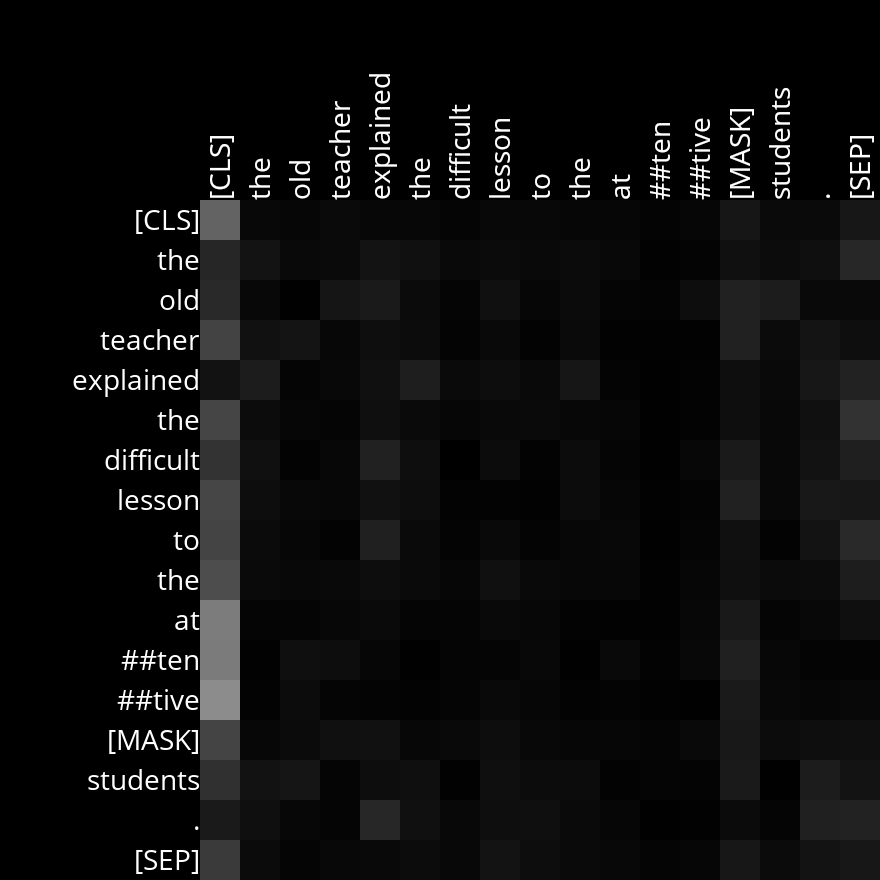 [CLS] the old teacher explained the difficult lesson to the at ##ten ##tive [MASK] students . [SEP]
[CLS]
the
old
teacher
explained
the
difficult
lesson
to
the
at
##ten
##tive
[MASK]
students
.
[SEP]